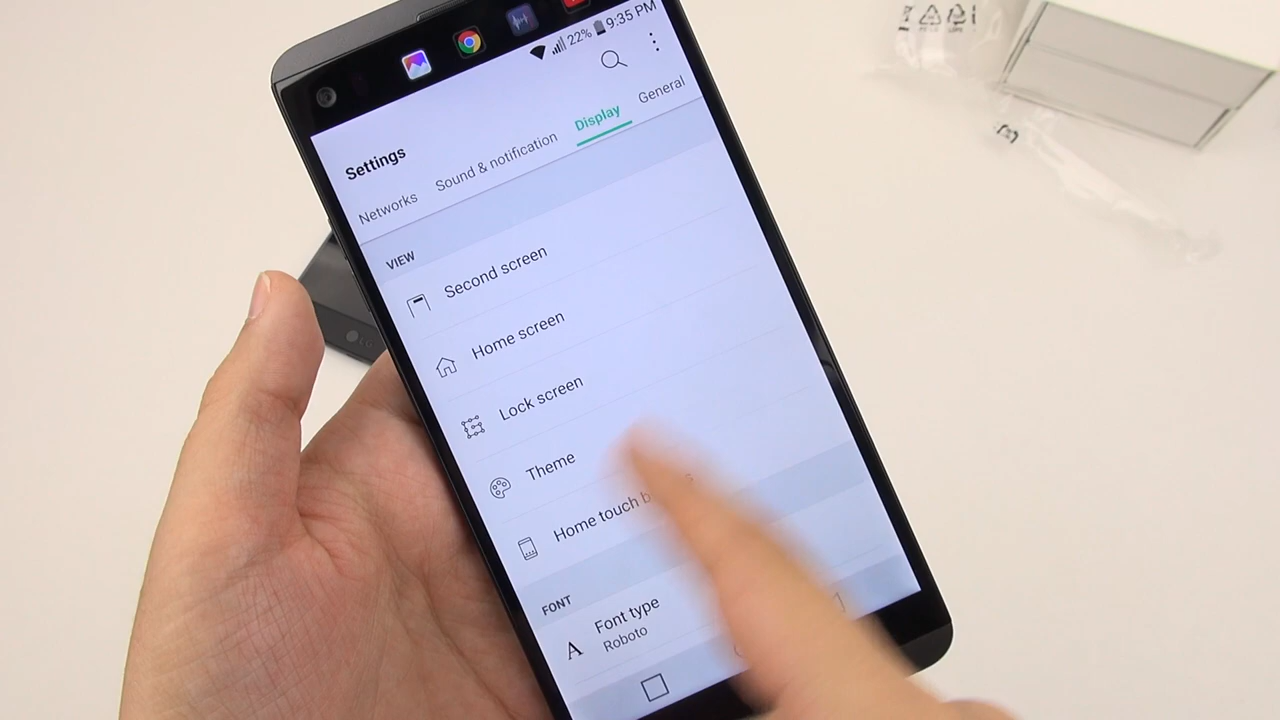 22% 9:35 PM
Settings
Networks
Sound & notification
Display
General
VIEW
Second screen
Home screen
Lock screen
Theme
Home touch
FONT
Font type
Roboto
LG